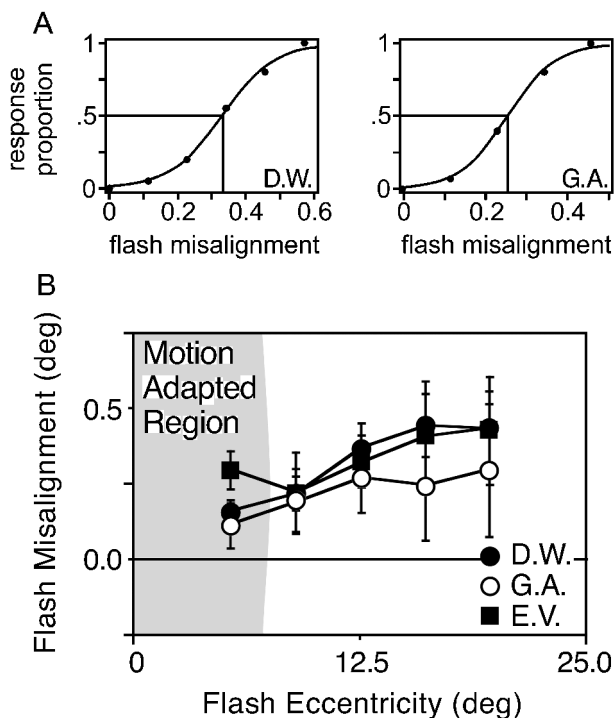 A
response
proportion
1
.5
0
0 0.2 0.4 0.6
D.W.
flash misalignment
1
.5
0
0 0.2 0.4
G.A.
flash misalignment
B
Flash Misalignment (deg)
0.5
0.0
Motion
Adapted
Region
D.W.
G.A.
E.V.
0 12.5 25.0
Flash Eccentricity (deg)